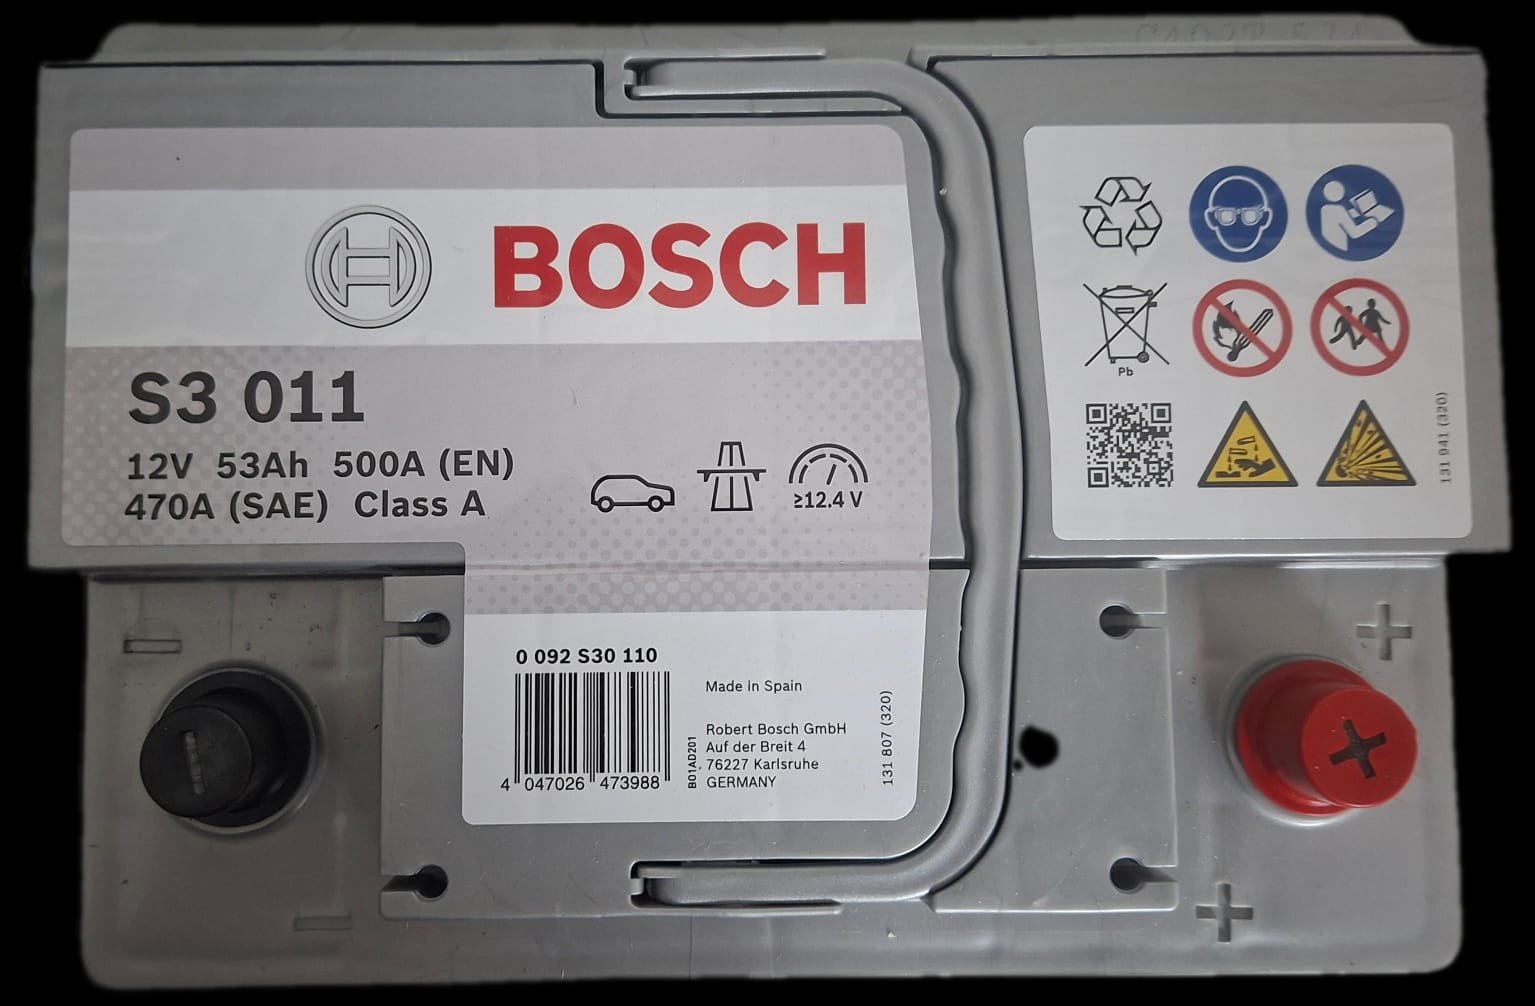 BOSCH
S3 011
12V 53Ah 500A (EN)
470A (SAE) Class A
≥12.4 V
0 092 S30 110
4 047026 473988
B01AD201
Made in Spain
Robert Bosch GmbH
Auf der Breit 4
76227 Karlsruhe
GERMANY
131 807 (320)
Pb
131 941 (320)